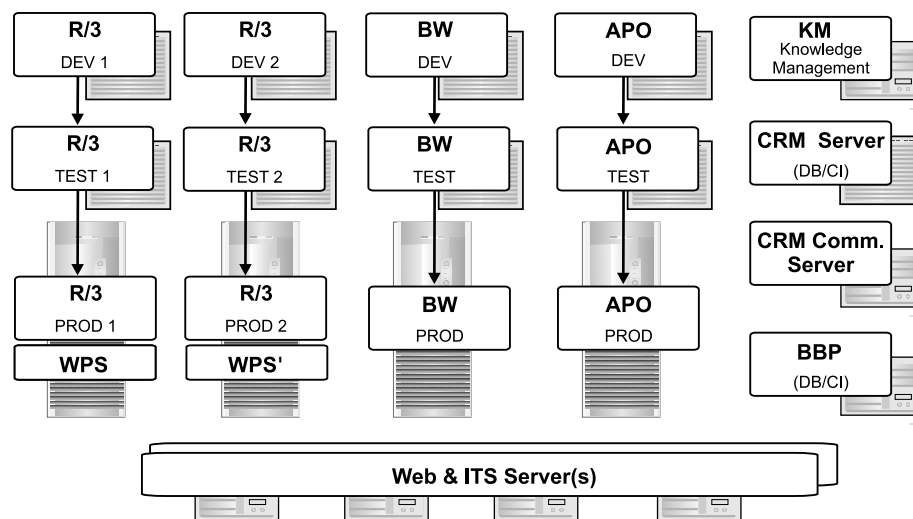 R/3
DEV 1
R/3
DEV 2
BW
DEV
APO
DEV
KM
Knowledge
Management
R/3
TEST 1
R/3
TEST 2
BW
TEST
APO
TEST
CRM Server
(DB/CI)
CRM Comm.
Server
R/3
PROD 1
R/3
PROD 2
BW
PROD
APO
PROD
WPS
WPS'
BBP
(DB/CI)
Web & ITS Server(s)